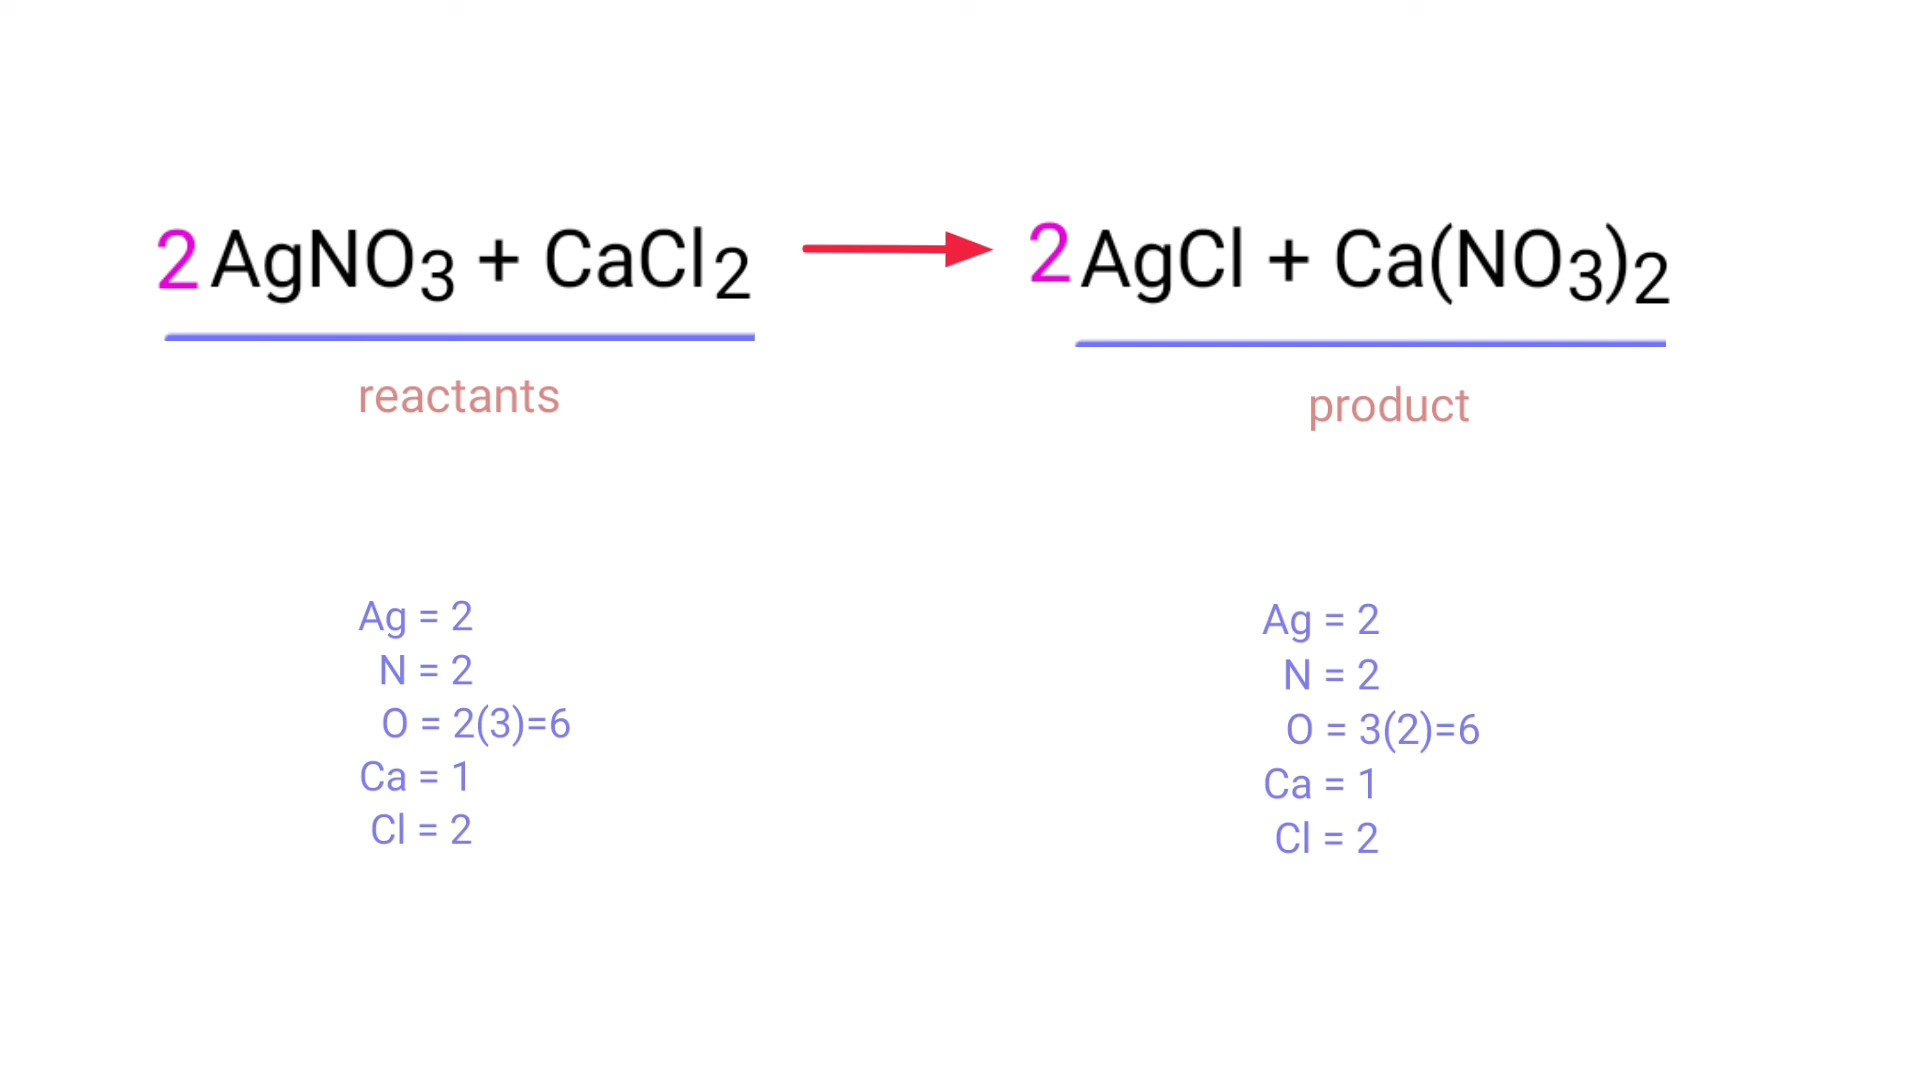 2AgNO3 + CaCl2 → 2AgCl + Ca(NO3)2
reactants
product
Ag = 2
N = 2
O = 2(3)=6
Ca = 1
Cl = 2
Ag = 2
N = 2
O = 3(2)=6
Ca = 1
Cl = 2